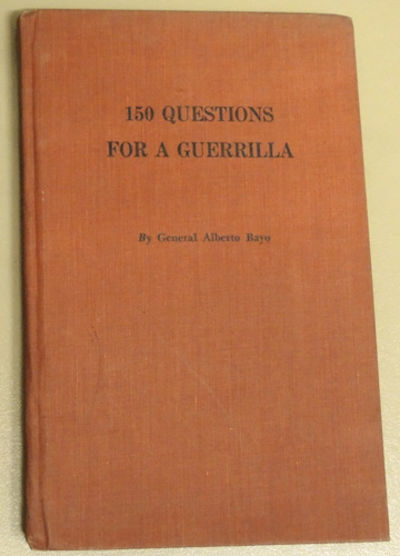 150 QUESTIONS
FOR A GUERRILLA
By General Alberto Bayo